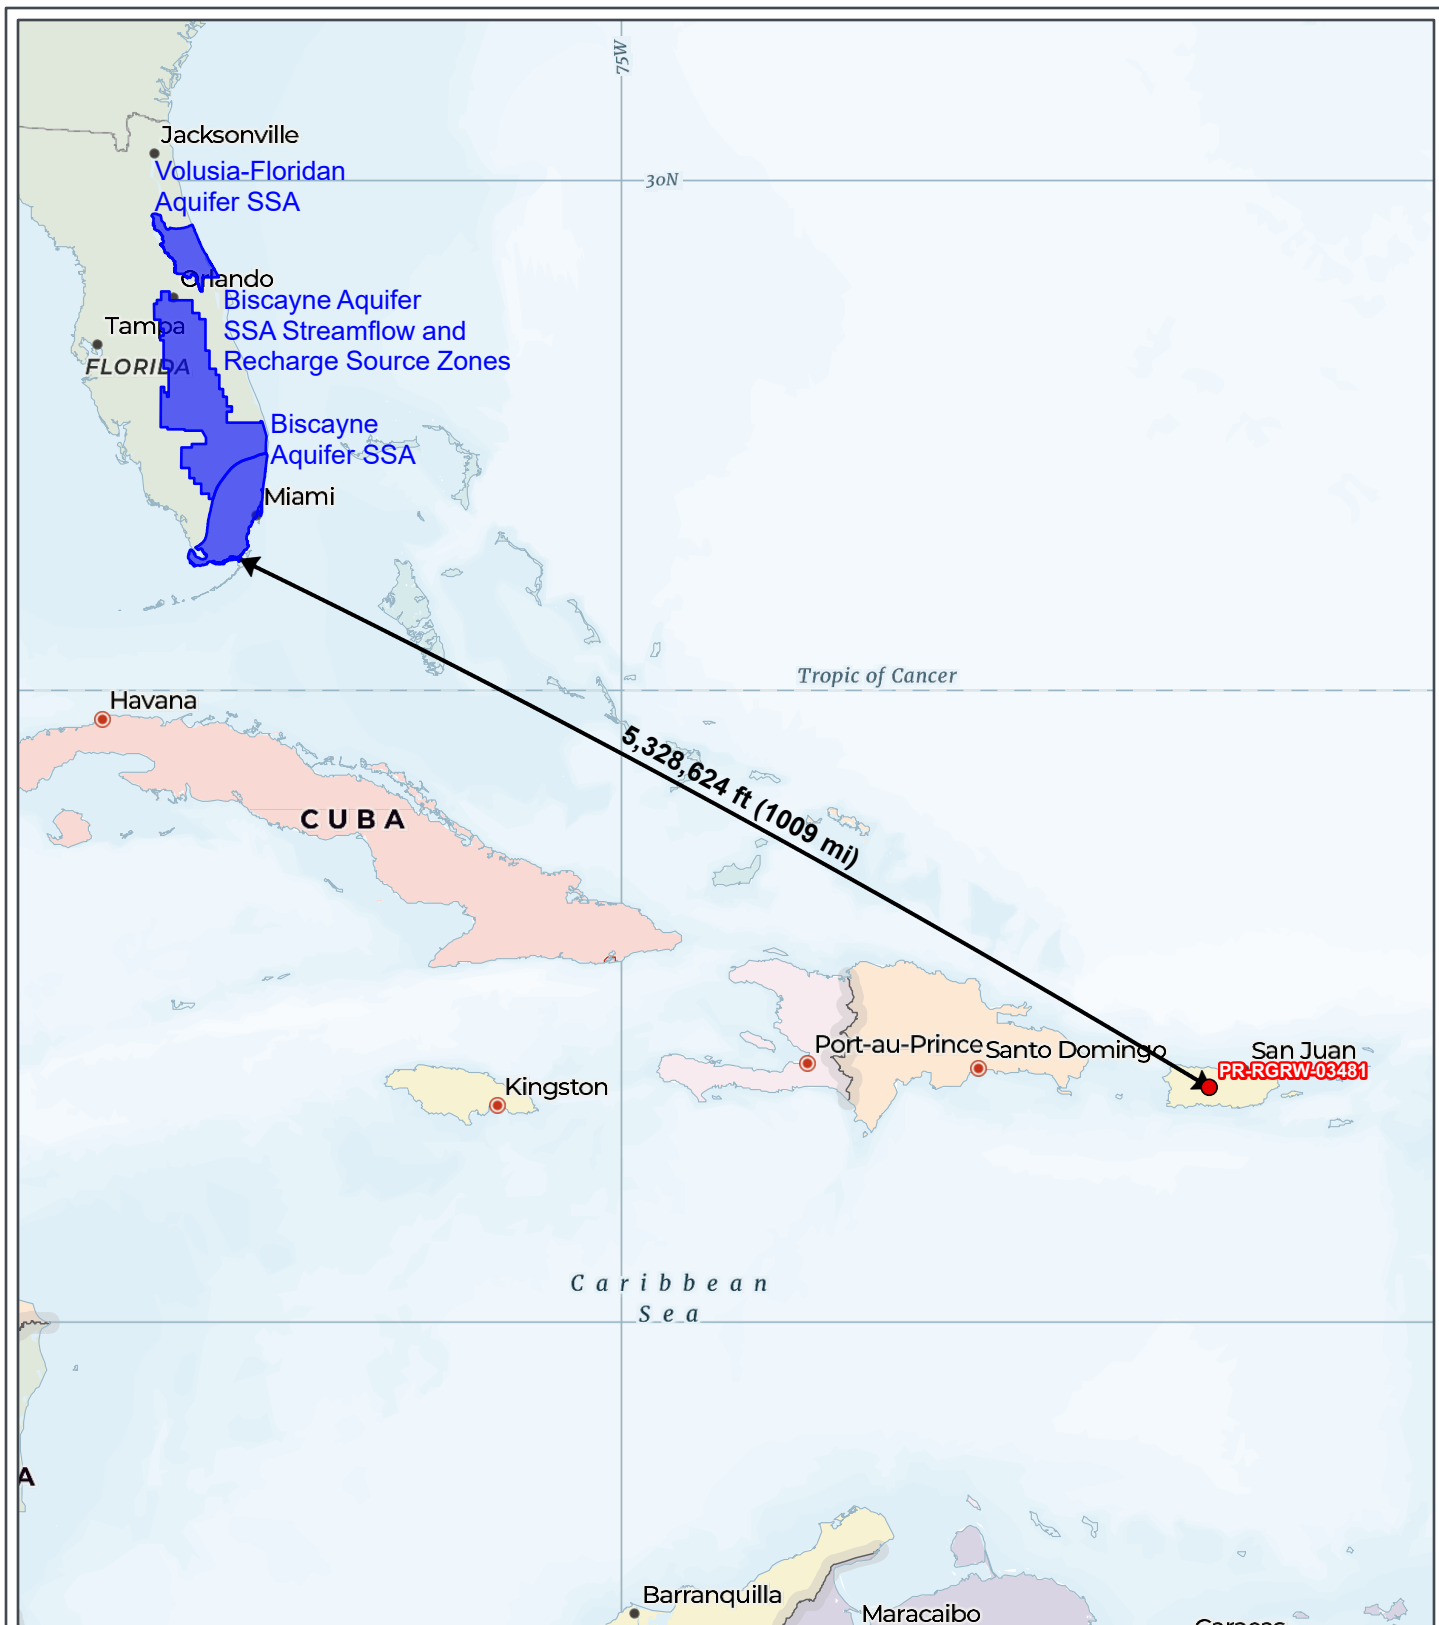 75W
Jacksonville
Volusia-Floridan
Aquifer SSA
30N
Orlando
Biscayne Aquifer
SSA Streamflow and
Recharge Source Zones
Tampa
FLORIDA
Biscayne
Aquifer SSA
Miami
Tropic of Cancer
Havana
5,328,624 ft (1009 mi)
CUBA
Port-au-Prince
Santo Domingo
San Juan
PR-RGRW-03481
Kingston
Caribbean
Sea
A
Barranquilla
Maracaibo